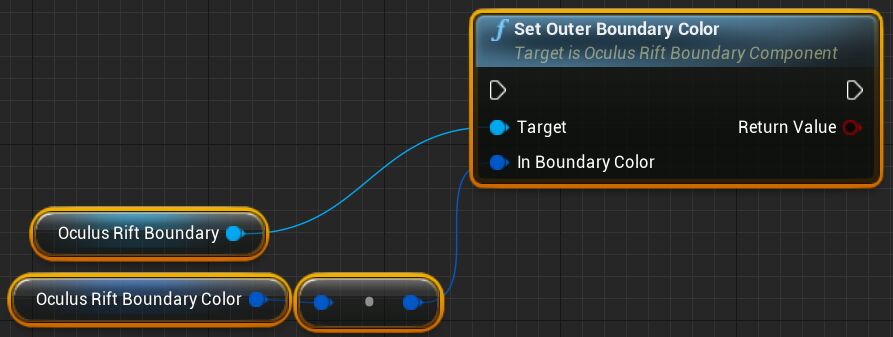 Set Outer Boundary Color
Target is Oculus Rift Boundary Component
Target
Return Value
In Boundary Color
Oculus Rift Boundary
Oculus Rift Boundary Color